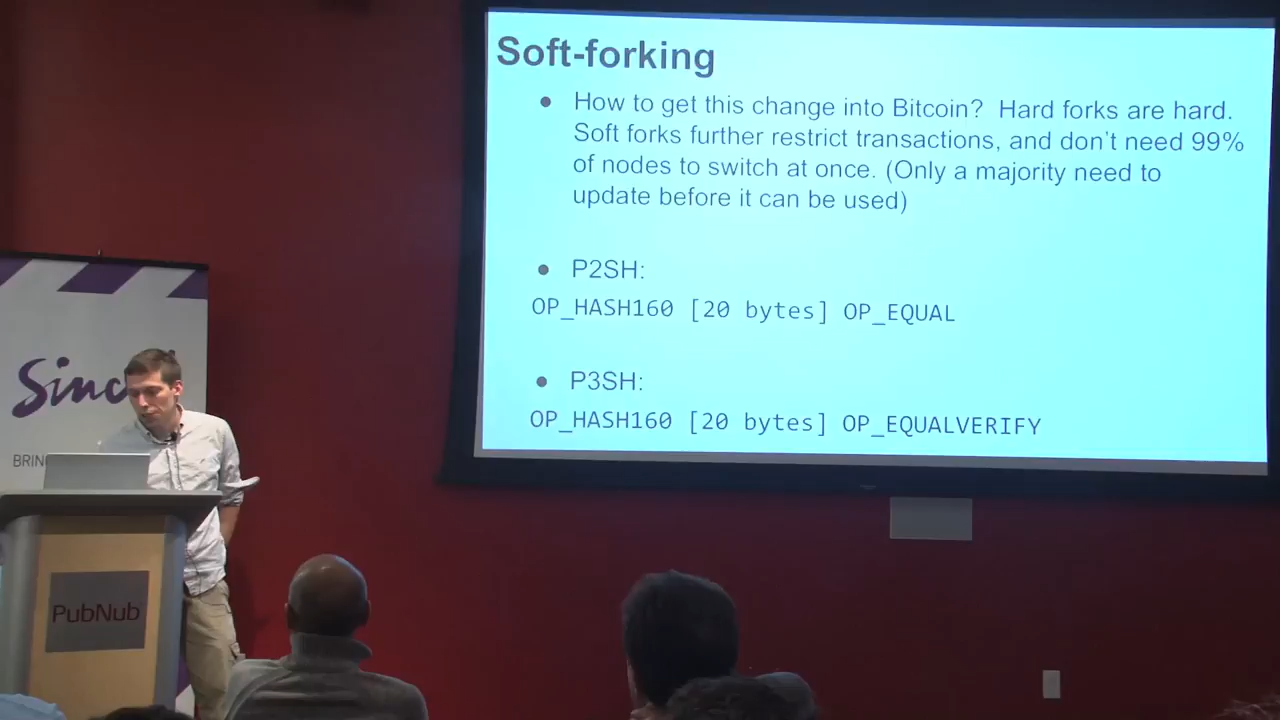 Soft-forking
● How to get this change into Bitcoin? Hard forks are hard.
Soft forks further restrict transactions, and don't need 99%
of nodes to switch at once. (Only a majority need to
update before it can be used)
● P2SH:
OP_HASH160 [20 bytes] OP_EQUAL
● P3SH:
OP_HASH160 [20 bytes] OP_EQUALVERIFY
PubNub